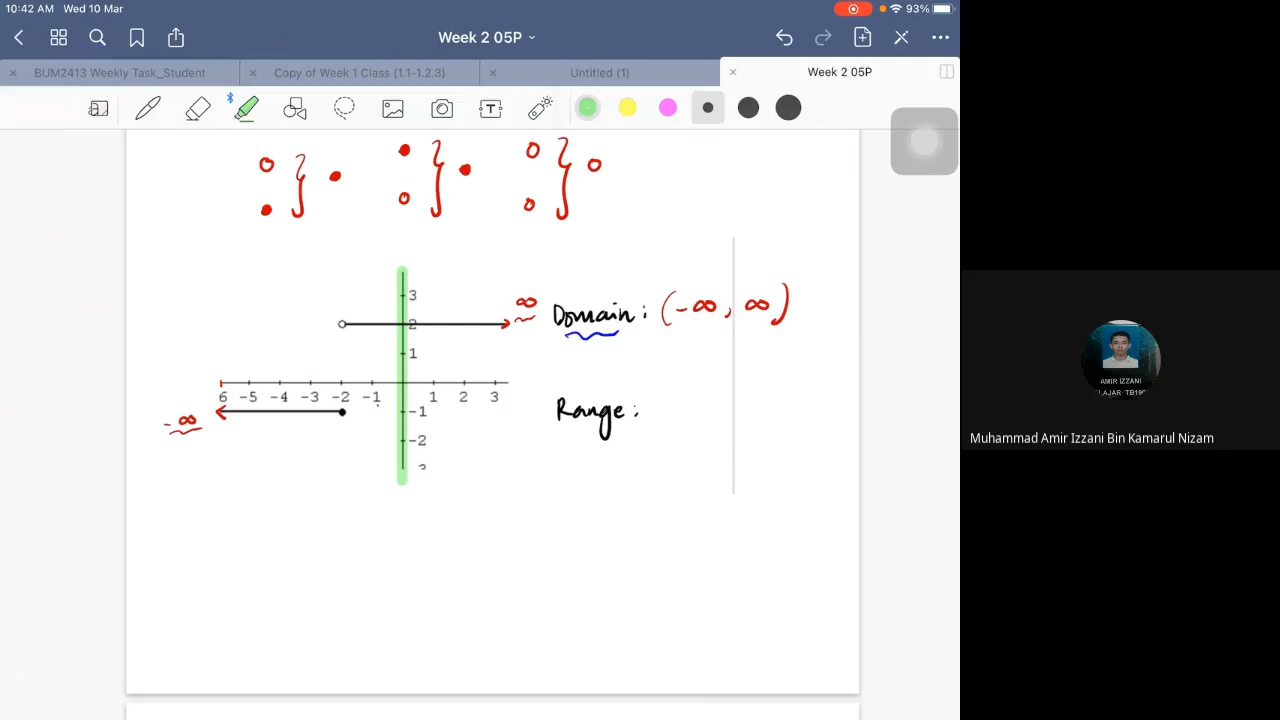 10:42 AM Wed 10 Mar
93%
Week 2 05P
BUM2413 Weekly Task_Student
Copy of Week 1 Class (1.1-1.2.3)
Untitled (1)
Week 2 05P
T
3
∞ Domain: (-∞, ∞)
2
1
6 -5 -4 -3 -2 -1 1 2 3
-∞ -1 Range:
-2
AMIR IZZANI
Muhammad Amir Izzani Bin Kamarul Nizam